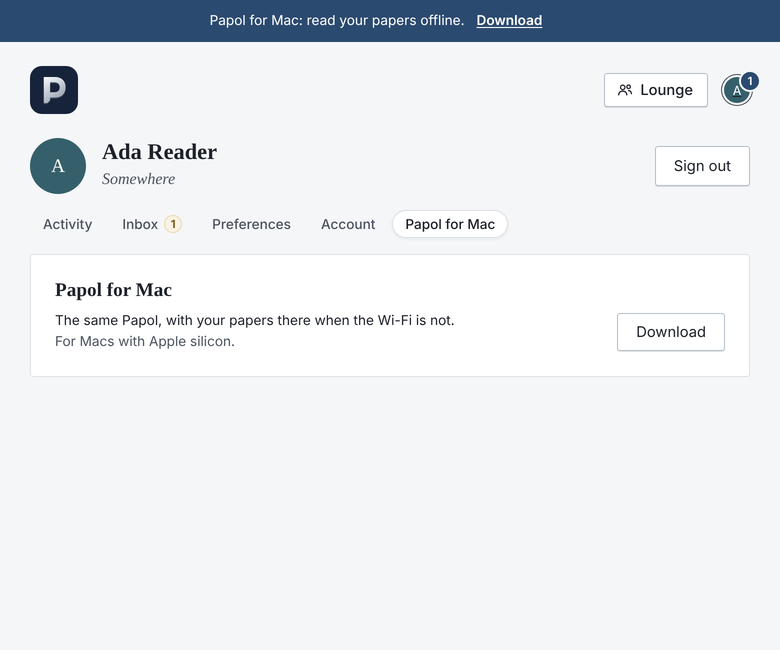 Papol for Mac: read your papers offline. Download
P
Lounge
A 1
A
Ada Reader
Somewhere
Sign out
Activity Inbox 1 Preferences Account Papol for Mac
Papol for Mac
The same Papol, with your papers there when the Wi-Fi is not.
For Macs with Apple silicon.
Download